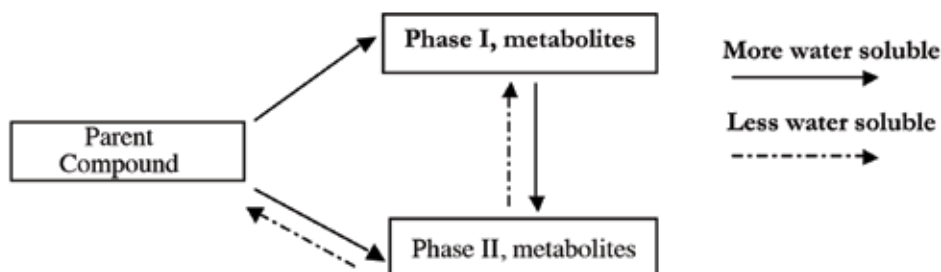 Phase I, metabolites
More water soluble
Less water soluble
Parent
Compound
Phase II, metabolites